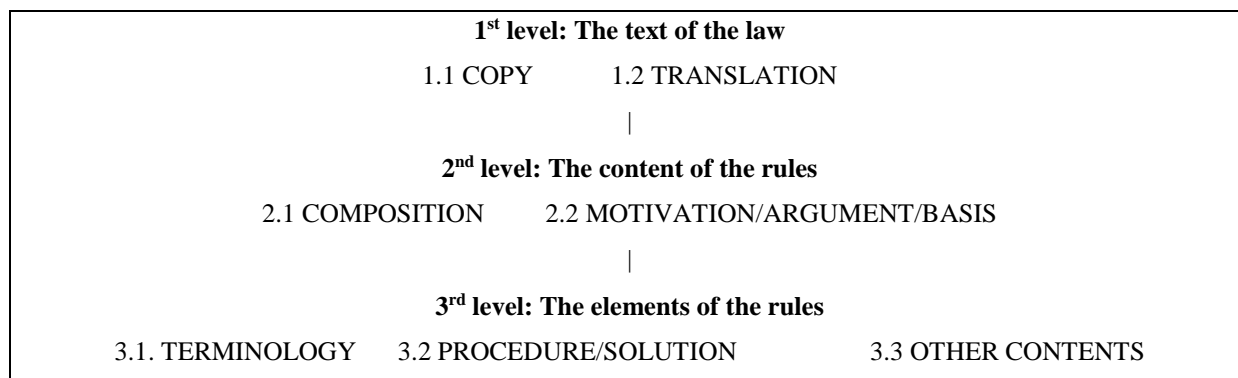 1st level: The text of the law
1.1 COPY 1.2 TRANSLATION
|
2nd level: The content of the rules
2.1 COMPOSITION 2.2 MOTIVATION/ARGUMENT/BASIS
|
3rd level: The elements of the rules
3.1. TERMINOLOGY 3.2 PROCEDURE/SOLUTION 3.3 OTHER CONTENTS